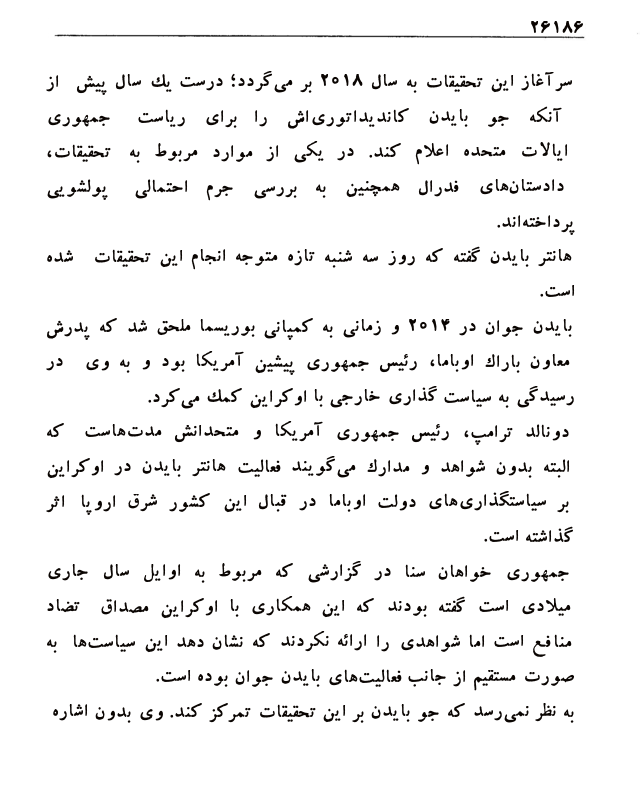 ۲۶۱۸۶
سرآغاز این تحقیقات به سال ۲۰۱۸ بر می‌گردد؛ درست یك سال پیش از
آنکه جو بایدن کاندیداتوری‌اش را برای ریاست جمهوری
ایالات متحده اعلام کند. در یکی از موارد مربوط به تحقیقات،
دادستان‌های فدرال همچنین به بررسی جرم احتمالی پولشویی
پرداخته‌اند.
هانتر بایدن گفته که روز سه شنبه تازه متوجه انجام این تحقیقات شده
است.
بایدن جوان در ۲۰۱۴ و زمانی به کمپانی بوریسما ملحق شد که پدرش
معاون باراك اوباما، رئیس جمهوری پیشین آمریکا بود و به وی در
رسیدگی به سیاست گذاری خارجی با اوکراین کمك می‌کرد.
دونالد ترامپ، رئیس جمهوری آمریکا و متحدانش مدت‌هاست که
البته بدون شواهد و مدارك می‌گویند فعالیت هانتر بایدن در اوکراین
بر سیاستگذاری‌های دولت اوباما در قبال این کشور شرق اروپا اثر
گذاشته است.
جمهوری خواهان سنا در گزارشی که مربوط به اوایل سال جاری
میلادی است گفته بودند که این همکاری با اوکراین مصداق تضاد
منافع است اما شواهدی را ارائه نکردند که نشان دهد این سیاست‌ها به
صورت مستقیم از جانب فعالیت‌های بایدن جوان بوده است.
به نظر نمی‌رسد که جو بایدن بر این تحقیقات تمرکز کند. وی بدون اشاره